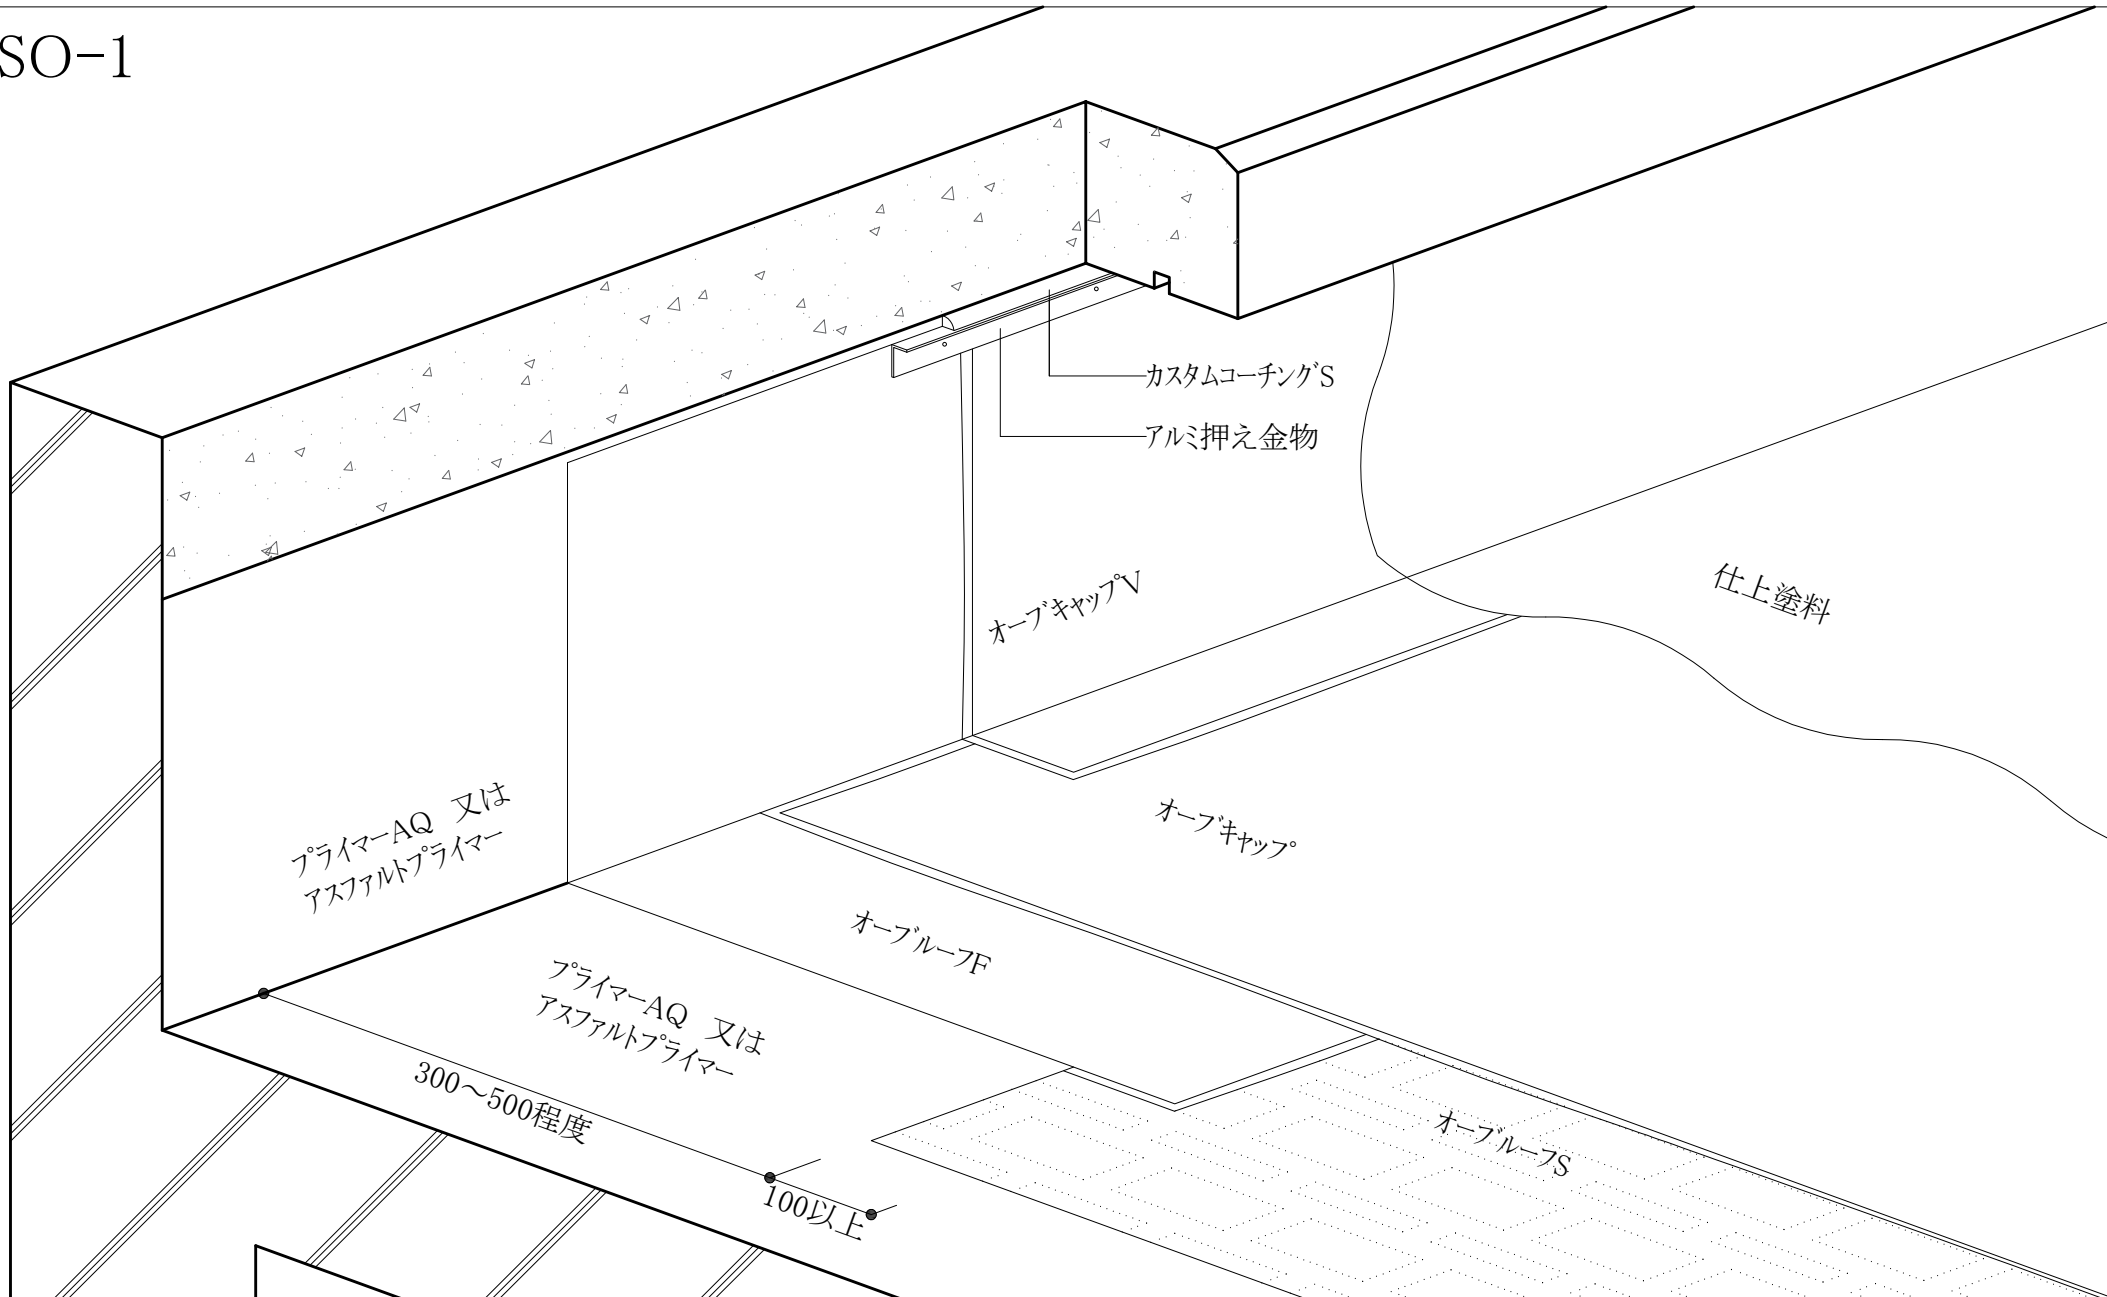 SO-1
カスタムコーチングS
アルミ押え金物
オーブキャップV
仕上塗料
プライマーAQ 又は
アスファルトプライマー
オーブキャップ
オーブルーフF
プライマーAQ 又は
アスファルトプライマー
300～500程度
オーブルーフS
100以上